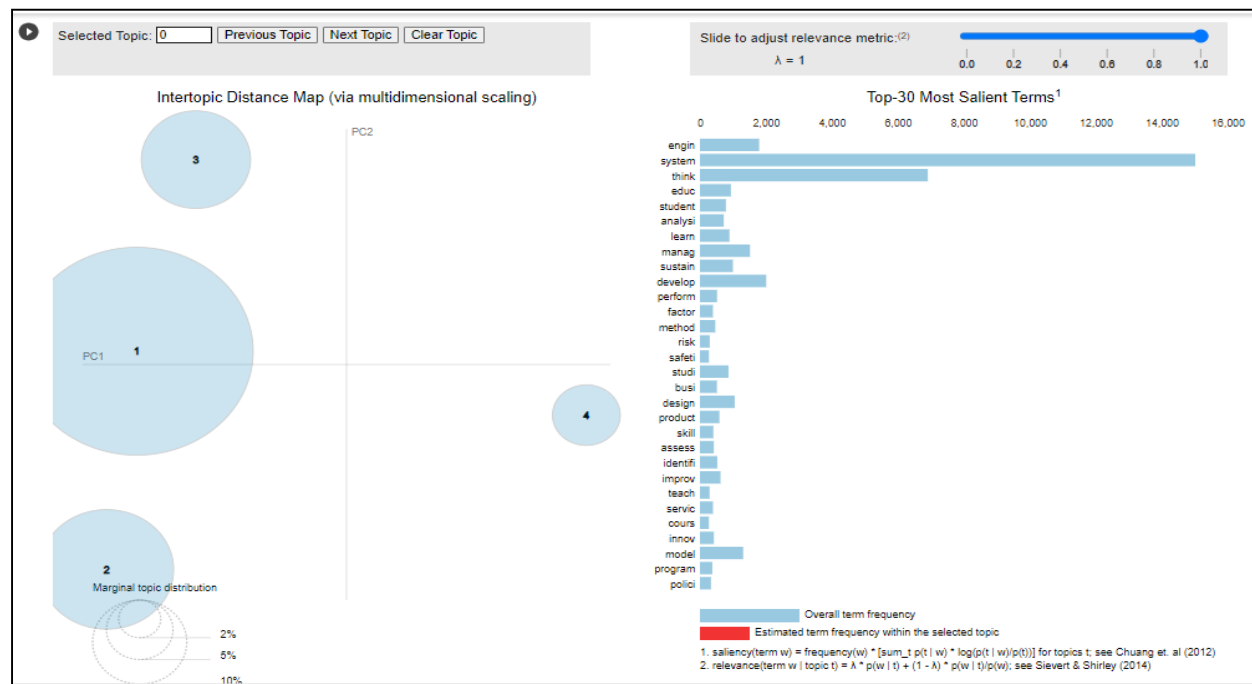 Selected Topic: 0 Previous Topic Next Topic Clear Topic
Slide to adjust relevance metric:(2)
λ = 1
0.0 0.2 0.4 0.6 0.8 1.0
Intertopic Distance Map (via multidimensional scaling)
PC2
PC1
3
1
4
2
Marginal topic distribution
2%
5%
10%
Top-30 Most Salient Terms1
0 2,000 4,000 6,000 8,000 10,000 12,000 14,000 16,000
engin
system
think
educ
student
analysi
learn
manag
sustain
develop
perform
factor
method
risk
safeti
studi
busi
design
product
skill
assess
identifi
improv
teach
servic
cours
innov
model
program
polici
Overall term frequency
Estimated term frequency within the selected topic
1. saliency(term w) = frequency(w) * [sum_t p(t | w) * log(p(t | w)/p(t))] for topics t; see Chuang et. al (2012)
2. relevance(term w | topic t) = λ * p(w | t) + (1 - λ) * p(w | t)/p(w); see Sievert & Shirley (2014)